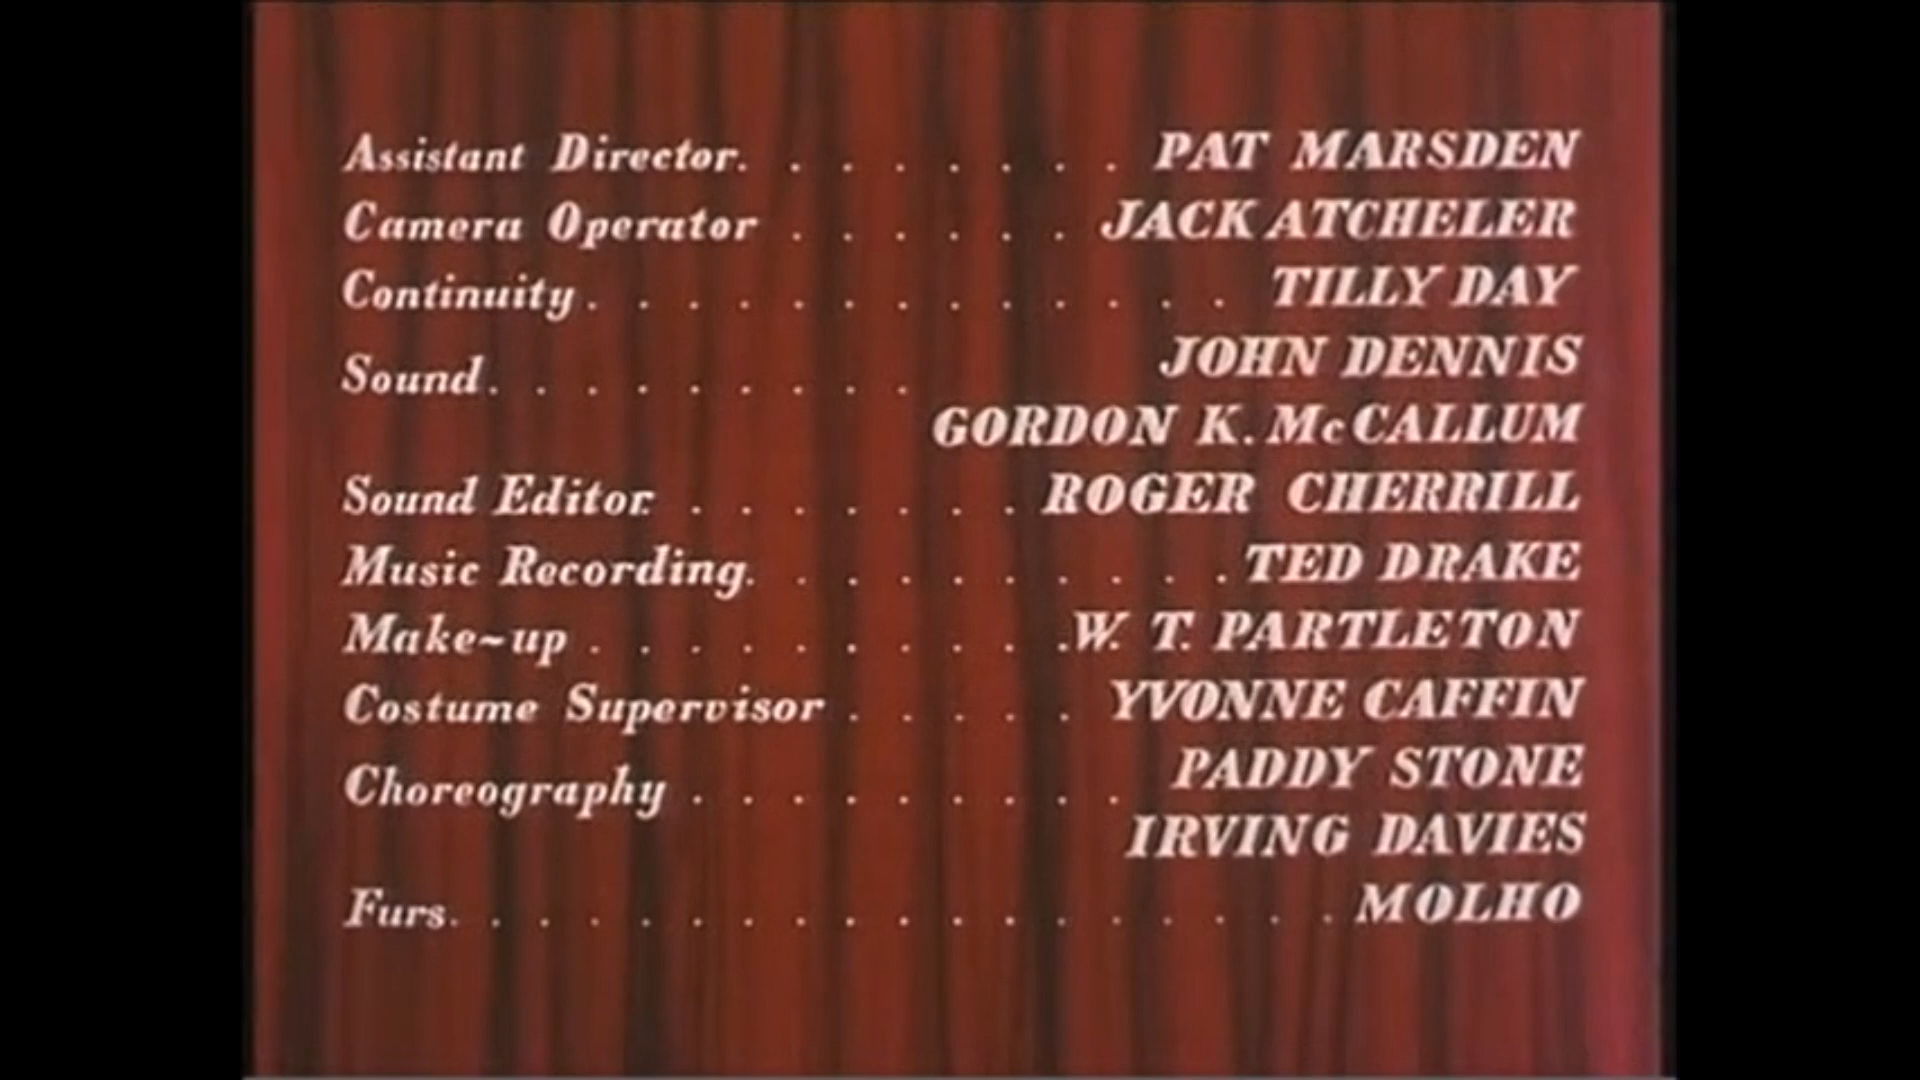 Assistant Director. . . . . . . . PAT MARSDEN
Camera Operator . . . . . . JACK ATCHELER
Continuity . . . . . . . . . . . . . TILLY DAY
Sound . . . . . . . . . JOHN DENNIS
GORDON K. McCALLUM
Sound Editor . . . . . . . . ROGER CHERRILL
Music Recording. . . . . . . . . . TED DRAKE
Make-up . . . . . . . . . . W. T. PARTLETON
Costume Supervisor . . . . . YVONNE CAFFIN
Choreography . . . . . . . . . PADDY STONE
IRVING DAVIES
Furs. . . . . . . . . . . . . . . . . . MOLHO